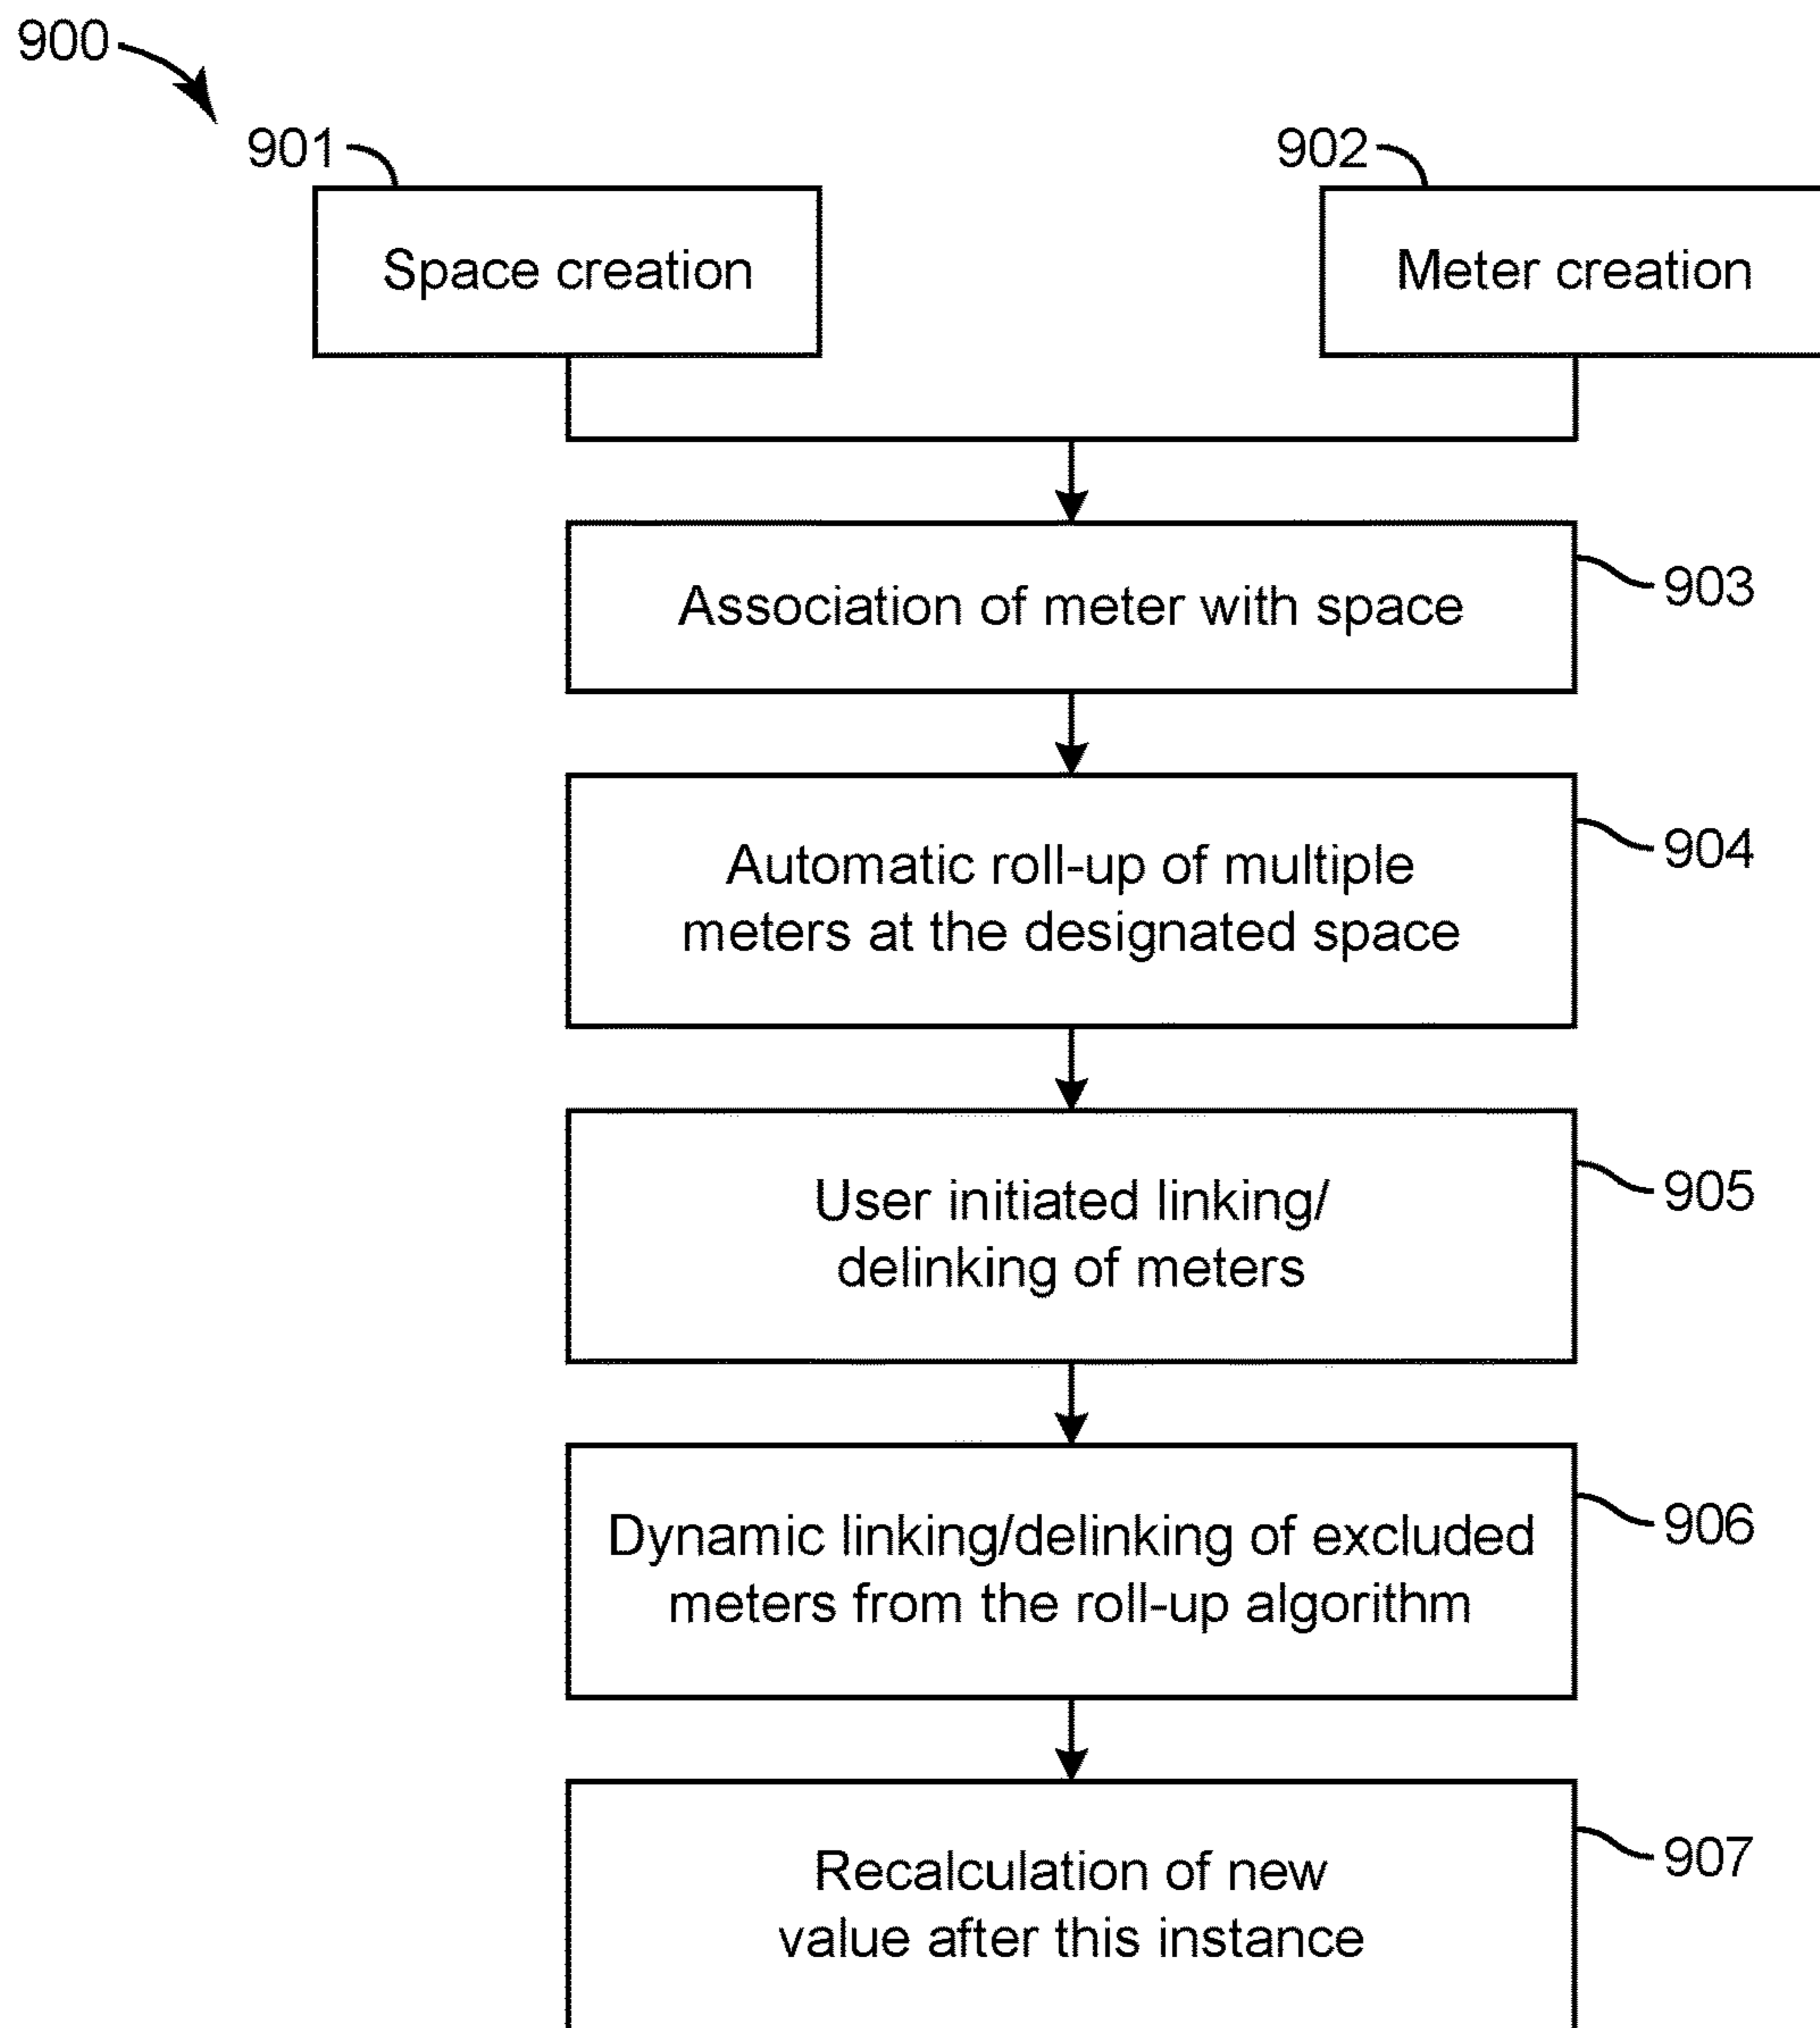 900
901
902
Space creation
Meter creation
Association of meter with space
903
Automatic roll-up of multiple
meters at the designated space
904
User initiated linking/
delinking of meters
905
Dynamic linking/delinking of excluded
meters from the roll-up algorithm
906
Recalculation of new
value after this instance
907